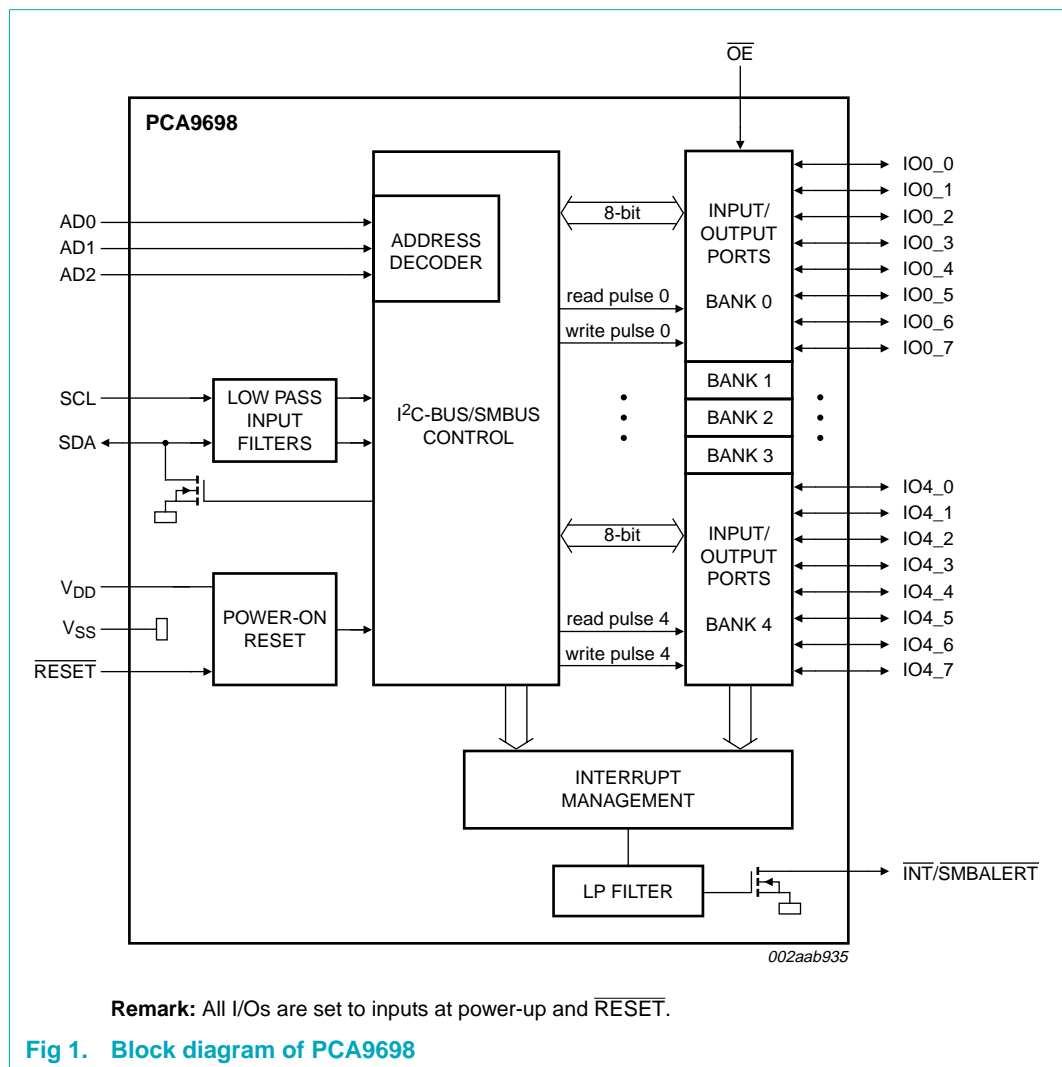 OE
PCA9698
AD0
AD1
AD2
ADDRESS
DECODER
SCL
SDA
LOW PASS
INPUT
FILTERS
I²C-BUS/SMBUS
CONTROL
V_DD
V_SS
RESET
POWER-ON
RESET
8-bit
read pulse 0
write pulse 0
INPUT/
OUTPUT
PORTS
BANK 0
BANK 1
BANK 2
BANK 3
8-bit
read pulse 4
write pulse 4
INPUT/
OUTPUT
PORTS
BANK 4
IO0_0
IO0_1
IO0_2
IO0_3
IO0_4
IO0_5
IO0_6
IO0_7
IO4_0
IO4_1
IO4_2
IO4_3
IO4_4
IO4_5
IO4_6
IO4_7
INTERRUPT
MANAGEMENT
LP FILTER
INT/SMBALERT
002aab935
Remark: All I/Os are set to inputs at power-up and RESET.
Fig 1. Block diagram of PCA9698